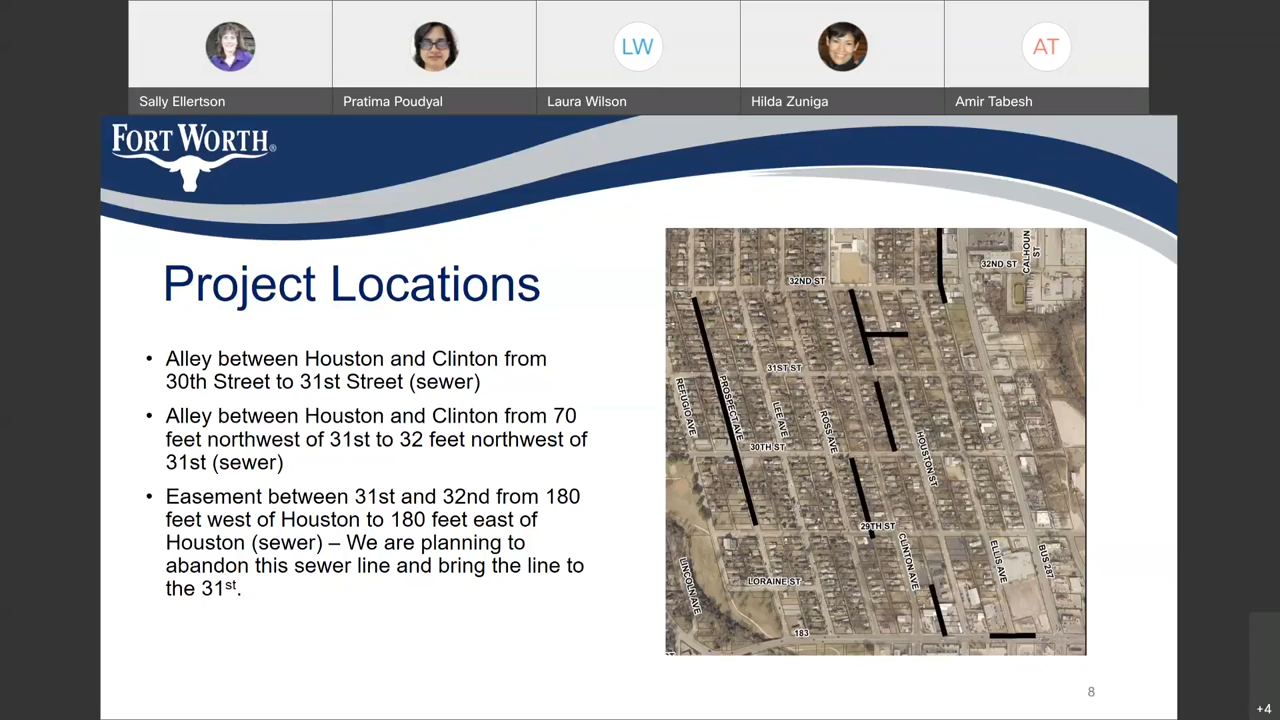 LW
AT
Sally Ellertson
Pratima Poudyal
Laura Wilson
Hilda Zuniga
Amir Tabesh
FORT WORTH®
Project Locations
• Alley between Houston and Clinton from
30th Street to 31st Street (sewer)
• Alley between Houston and Clinton from 70
feet northwest of 31st to 32 feet northwest of
31st (sewer)
• Easement between 31st and 32nd from 180
feet west of Houston to 180 feet east of
Houston (sewer) – We are planning to
abandon this sewer line and bring the line to
the 31st.
32ND ST
32ND ST
CALHOUN
ST
31ST ST
REFUGIO AVE
PROSPECT AVE
LEE AVE
ROSS AVE
30TH ST
HOUSTON ST
29TH ST
CLINTON AVE
ELLIS AVE
BUS 287
LINCOLN AVE
LORAINE ST
183
8
+4